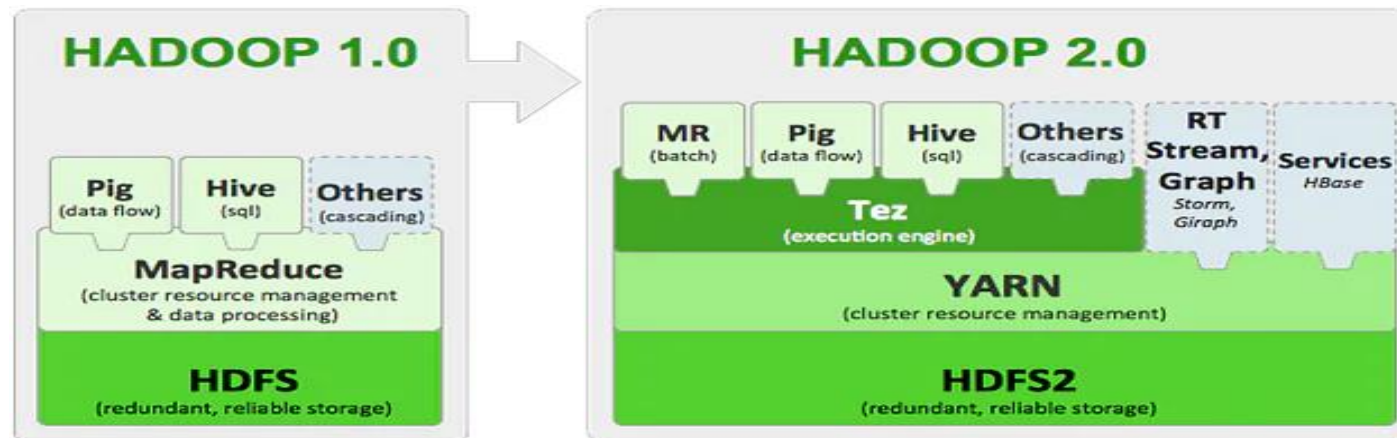 HADOOP 1.0
Pig
(data flow)
Hive
(sql)
Others
(cascading)
MapReduce
(cluster resource management
& data processing)
HDFS
(redundant, reliable storage)
HADOOP 2.0
MR
(batch)
Pig
(data flow)
Hive
(sql)
Others
(cascading)
RT
Stream,
Graph
Storm,
Giraph
Services
HBase
Tez
(execution engine)
YARN
(cluster resource management)
HDFS2
(redundant, reliable storage)